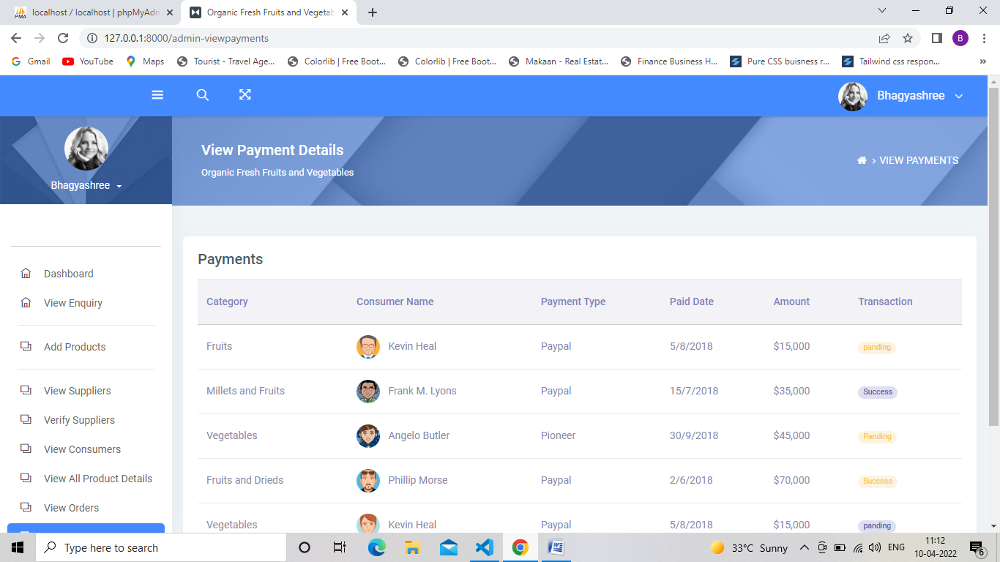 localhost / localhost | phpMyAdm
Organic Fresh Fruits and Vegetab
127.0.0.1:8000/admin-viewpayments
B
Gmail YouTube Maps Tourist - Travel Age... Colorlib | Free Boot... Colorlib | Free Boot... Makaan - Real Estat... Finance Business H... Pure CSS buisness r... Tailwind css respon... »
Bhagyashree
Bhagyashree
View Payment Details
Organic Fresh Fruits and Vegetables
> VIEW PAYMENTS
Dashboard
View Enquiry
Add Products
View Suppliers
Verify Suppliers
View Consumers
View All Product Details
View Orders
Payments
Category Consumer Name Payment Type Paid Date Amount Transaction
Fruits Kevin Heal Paypal 5/8/2018 $15,000 panding
Millets and Fruits Frank M. Lyons Paypal 15/7/2018 $35,000 Success
Vegetables Angelo Butler Pioneer 30/9/2018 $45,000 Panding
Fruits and Drieds Phillip Morse Paypal 2/6/2018 $70,000 Success
Vegetables Kevin Heal Paypal 5/8/2018 $15,000 panding
Type here to search
33°C Sunny
ENG
11:12
10-04-2022
6